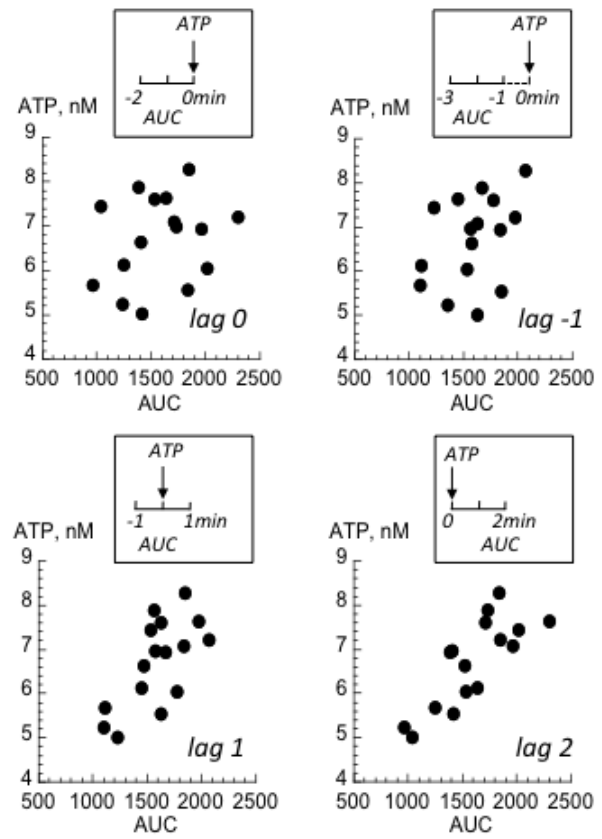 ATP
-2 0min
AUC
ATP, nM
9
8
7
6
5
4
lag 0
500 1000 1500 2000 2500
AUC
ATP
-3 -1 0min
AUC
ATP, nM
9
8
7
6
5
4
lag -1
500 1000 1500 2000 2500
AUC
ATP
-1 1min
AUC
ATP, nM
9
8
7
6
5
4
lag 1
500 1000 1500 2000 2500
AUC
ATP
0 2min
AUC
ATP, nM
9
8
7
6
5
4
lag 2
500 1000 1500 2000 2500
AUC